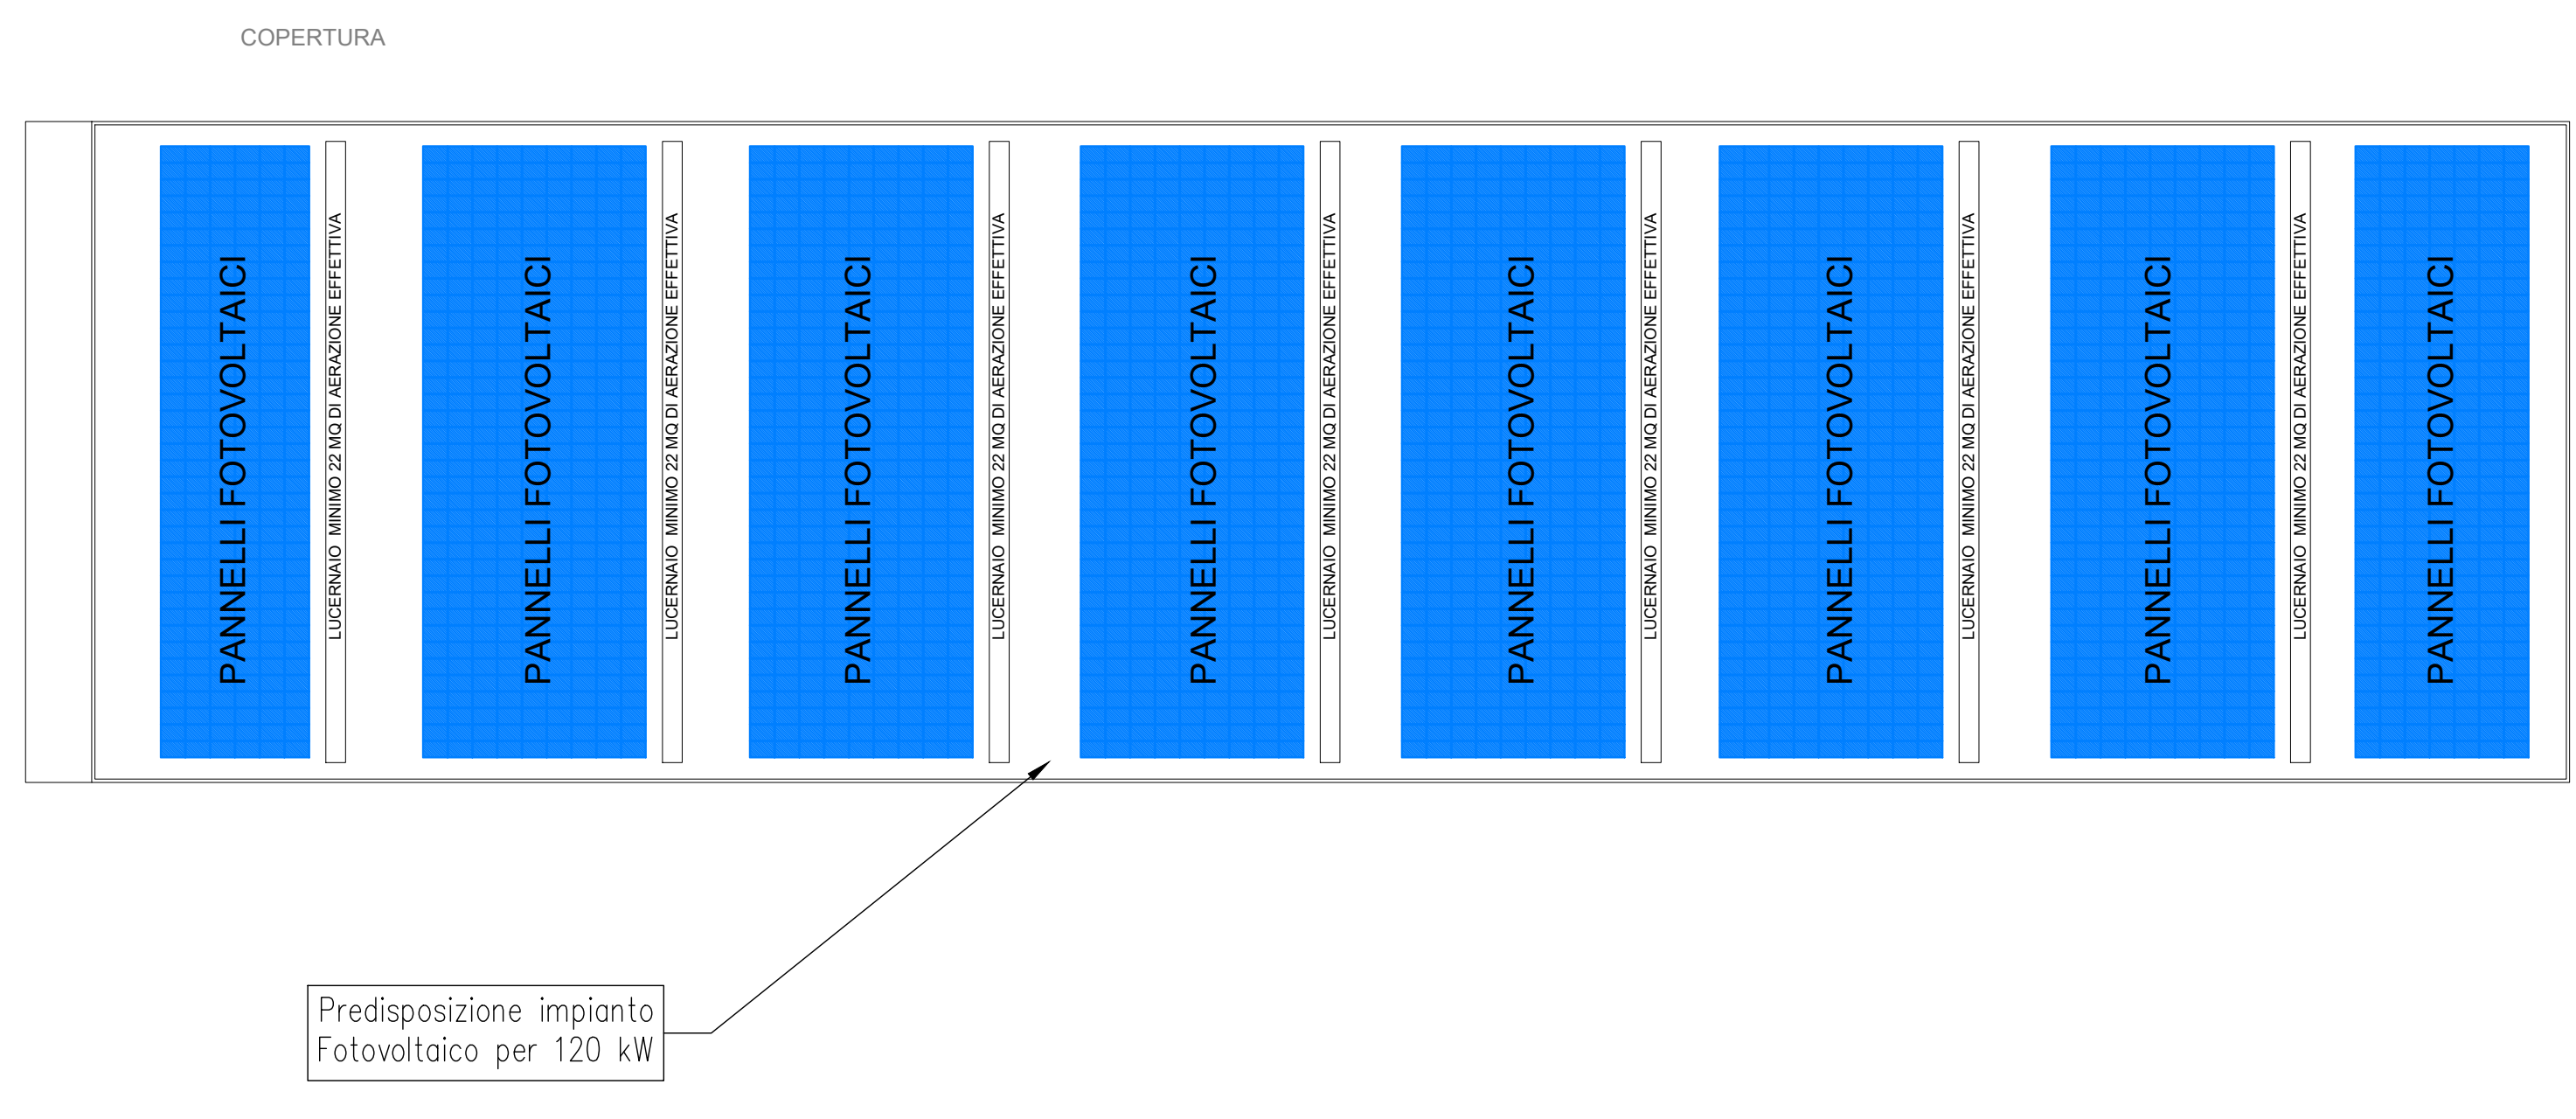 COPERTURA
PANNELLI FOTOVOLTAICI
LUCERNAIO MINIMO 22 MQ DI AERAZIONE EFFETTIVA
PANNELLI FOTOVOLTAICI
LUCERNAIO MINIMO 22 MQ DI AERAZIONE EFFETTIVA
PANNELLI FOTOVOLTAICI
LUCERNAIO MINIMO 22 MQ DI AERAZIONE EFFETTIVA
PANNELLI FOTOVOLTAICI
LUCERNAIO MINIMO 22 MQ DI AERAZIONE EFFETTIVA
PANNELLI FOTOVOLTAICI
LUCERNAIO MINIMO 22 MQ DI AERAZIONE EFFETTIVA
PANNELLI FOTOVOLTAICI
LUCERNAIO MINIMO 22 MQ DI AERAZIONE EFFETTIVA
PANNELLI FOTOVOLTAICI
LUCERNAIO MINIMO 22 MQ DI AERAZIONE EFFETTIVA
PANNELLI FOTOVOLTAICI
Predisposizione impianto
Fotovoltaico per 120 kW